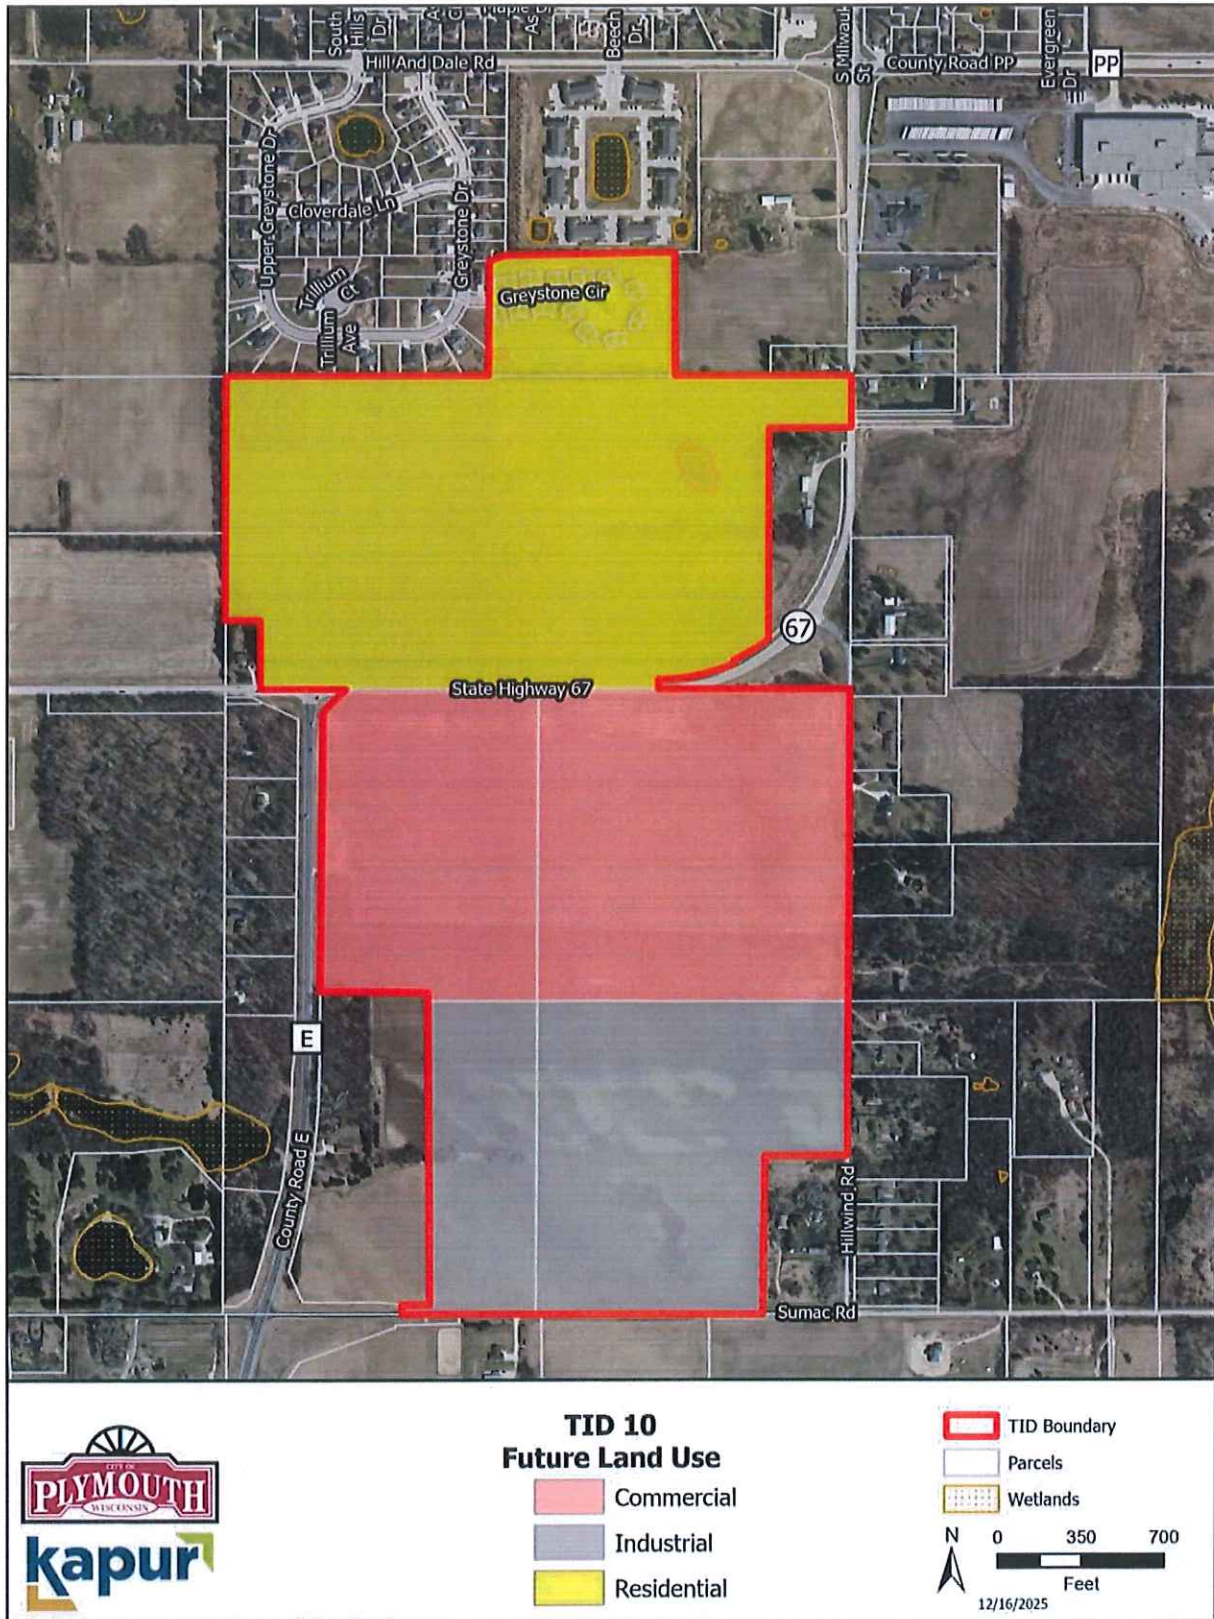 South
Hills
Dr
Maple Dr
Beech
Dr
Hill And Dale Rd
S Milwauk
St
County Road PP
Evergreen
Dr
PP
Upper Greystone Dr
Cloverdale Ln
Greystone Dr
Trillium
Ct
Trillium
Ave
Greystone Cir
67
State Highway 67
E
County Road E
Hillwind Rd
Sumac Rd
CITY OF
PLYMOUTH
WISCONSIN
kapur
TID 10
Future Land Use
Commercial
Industrial
Residential
TID Boundary
Parcels
Wetlands
N
0 350 700
Feet
12/16/2025